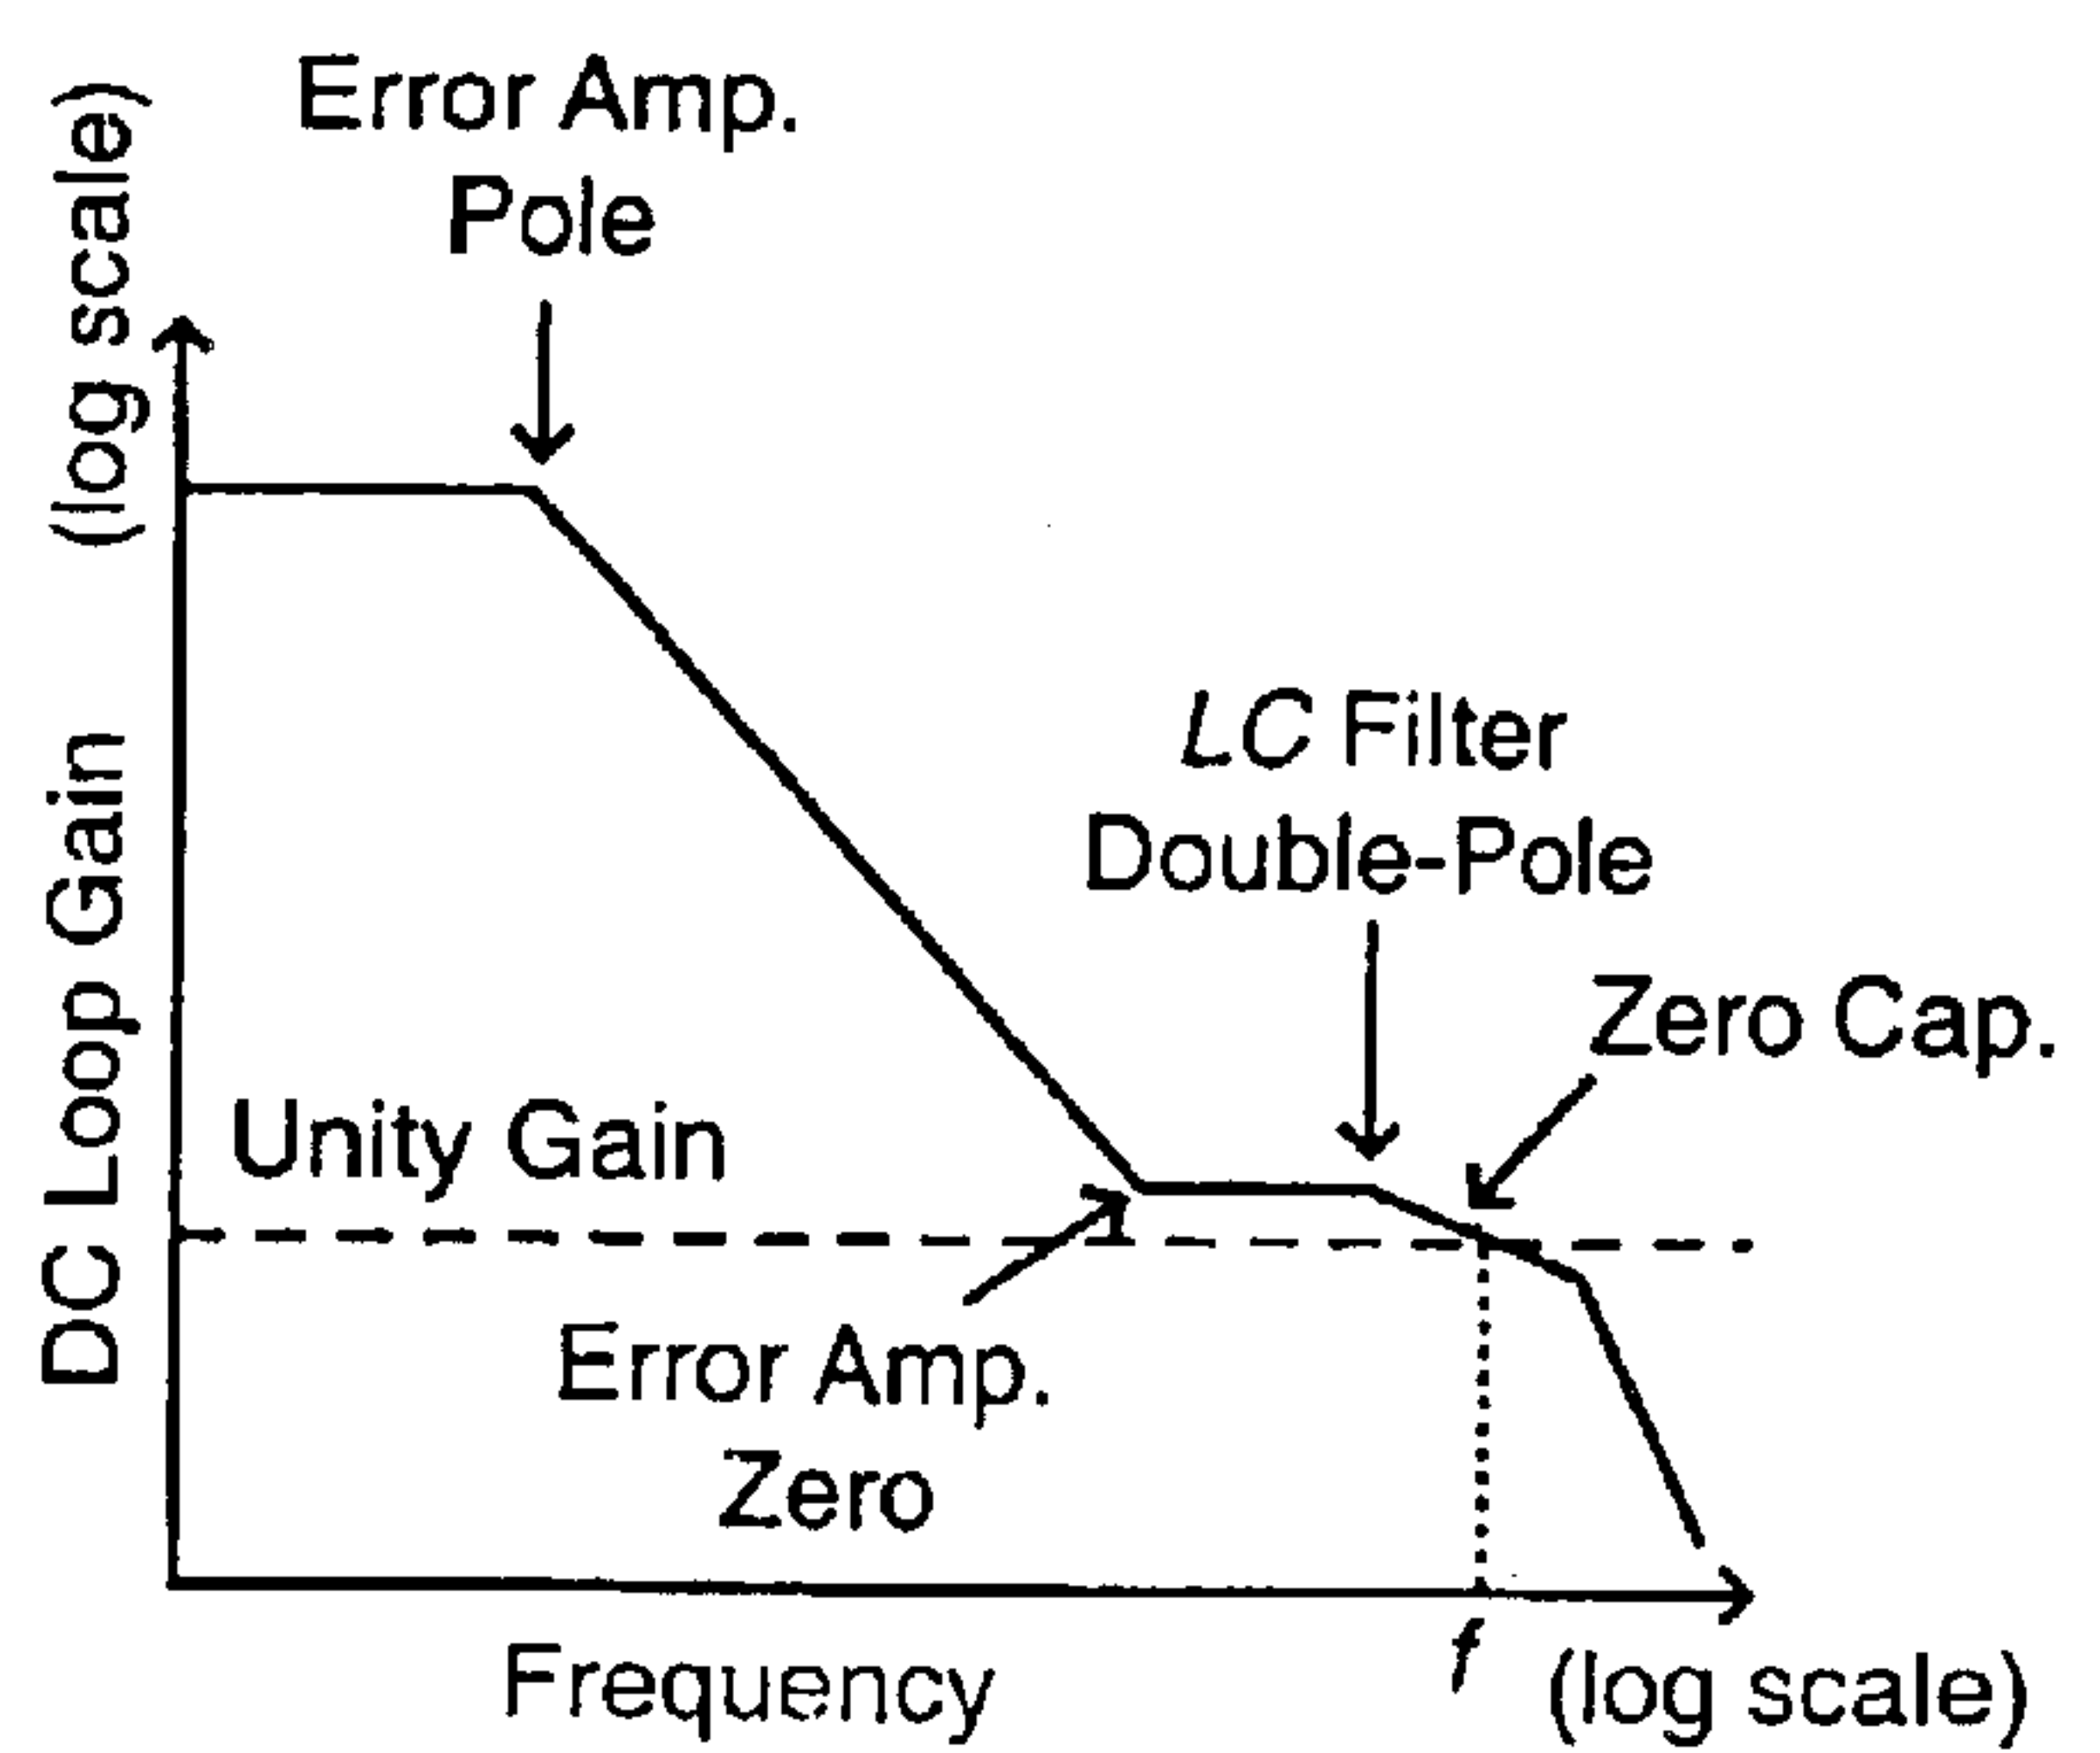 Error Amp.
Pole
DC Loop Gain (log scale)
LC Filter
Double-Pole
Zero Cap.
Unity Gain
Error Amp.
Zero
Frequency
f
(log scale)